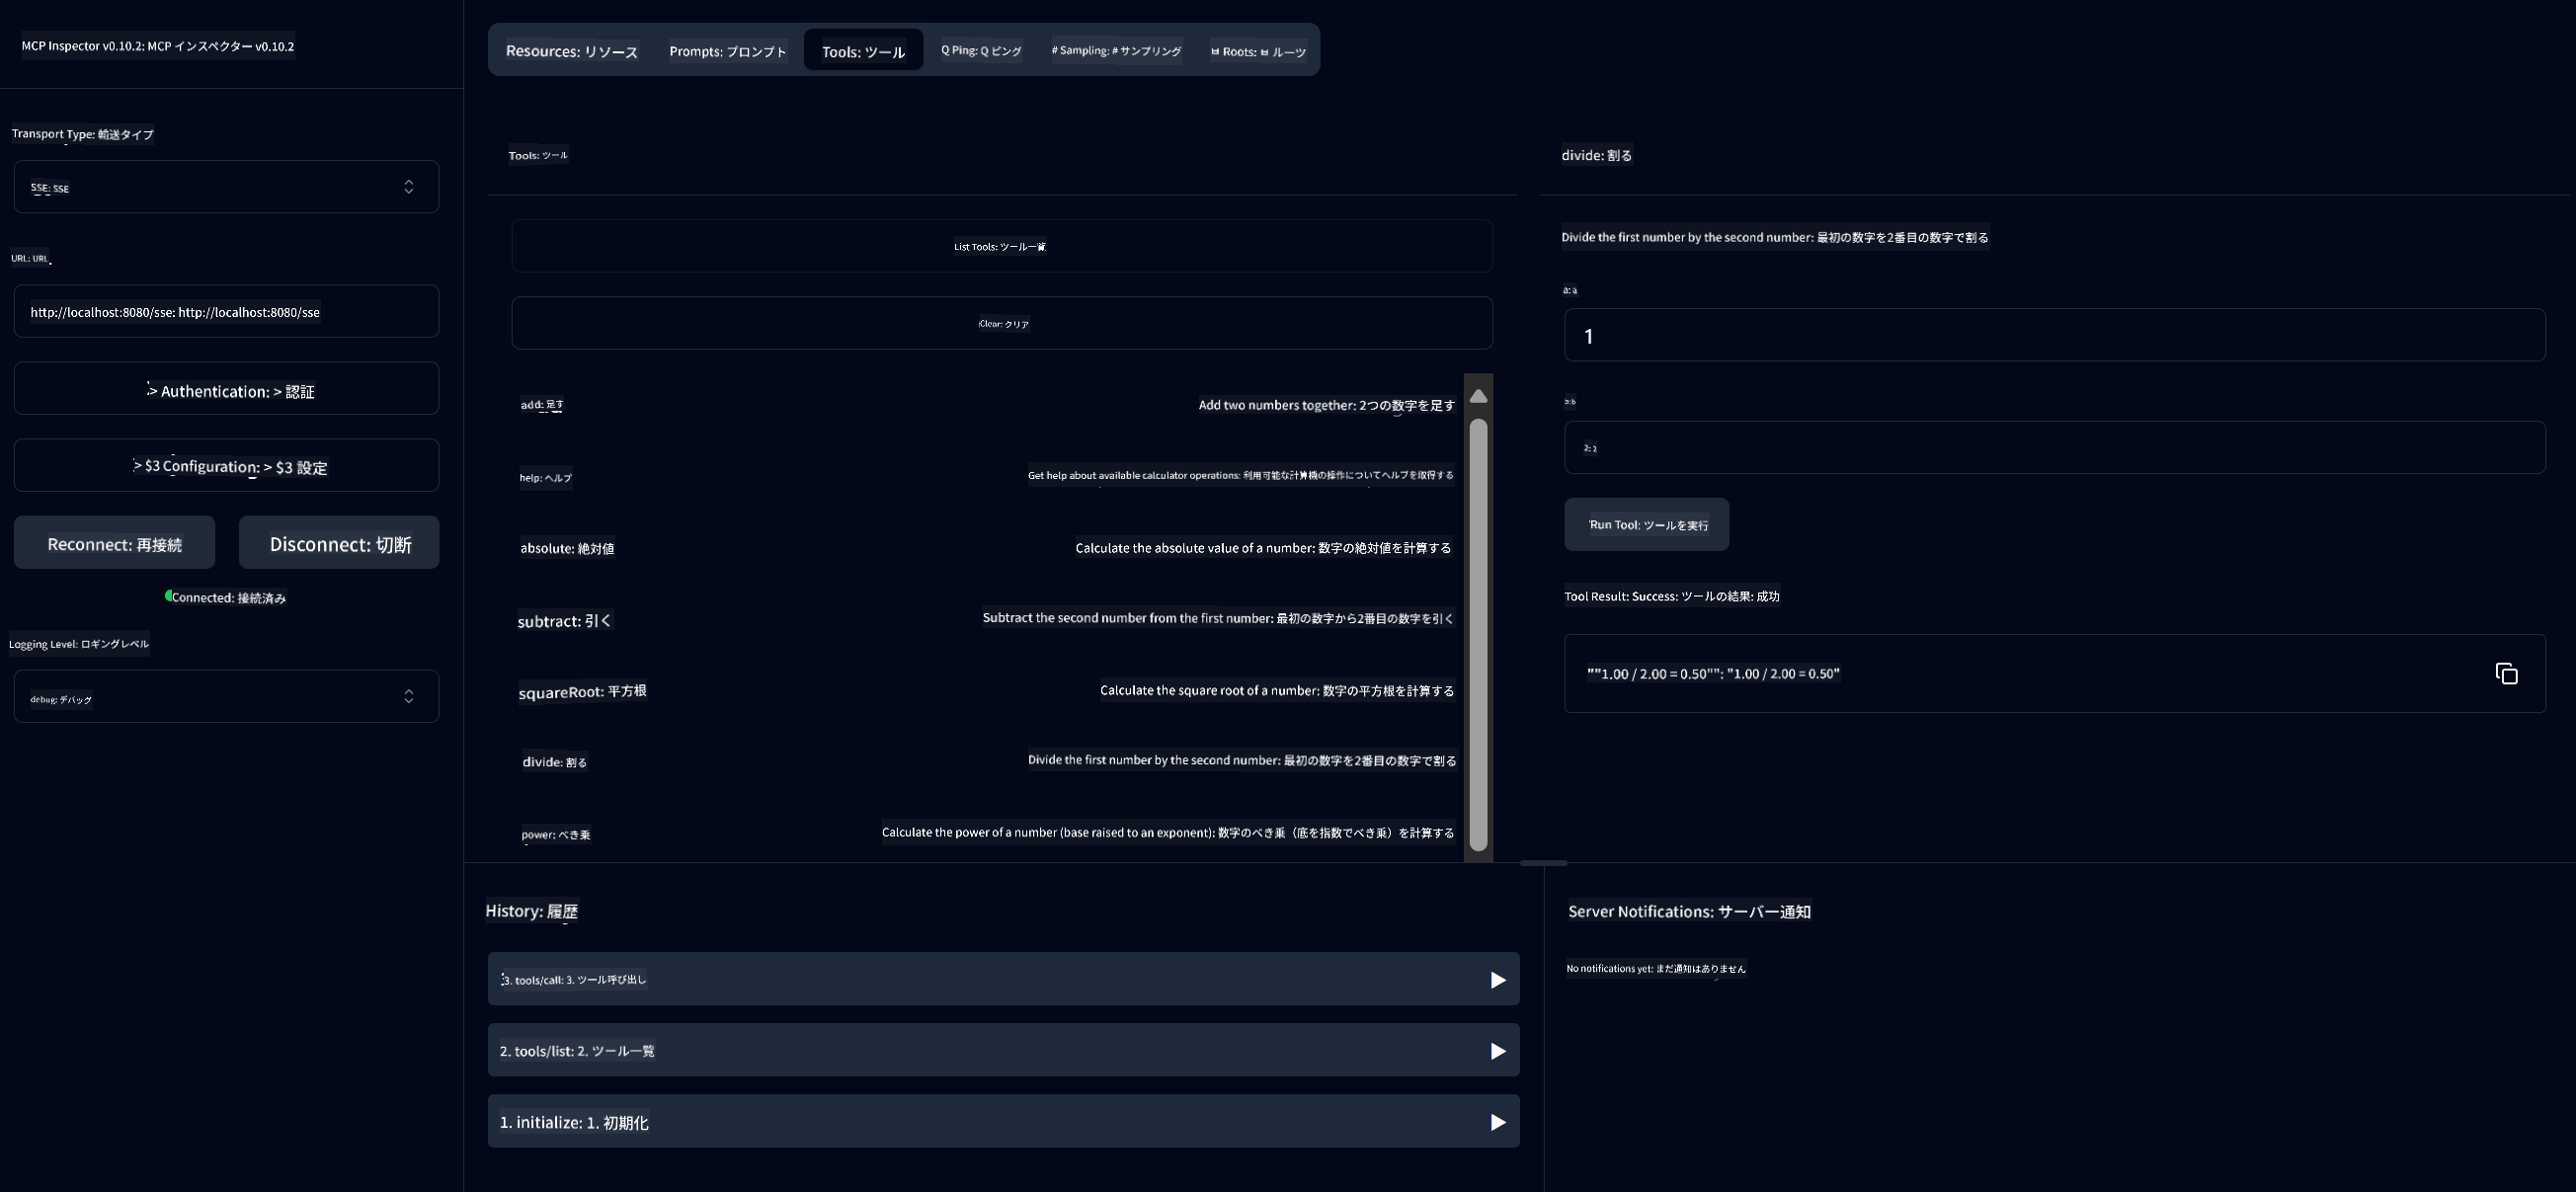 MCP Inspector v0.10.2: MCP インスペクター v0.10.2
Transport Type: 輸送タイプ
SSE: SSE
URL: URL
http://localhost:8080/sse: http://localhost:8080/sse
> Authentication: > 認証
> $3 Configuration: > $3 設定
Reconnect: 再接続
Disconnect: 切断
Connected: 接続済み
Logging Level: ロギングレベル
debug: デバッグ
Resources: リソース
Prompts: プロンプト
Tools: ツール
Q Ping: Q ピング
# Sampling: # サンプリング
ㅂ Roots: ㅂ ルーツ
Tools: ツール
List Tools: ツール一覧
Clear: クリア
add: 足す
Add two numbers together: 2つの数字を足す
help: ヘルプ
Get help about available calculator operations: 利用可能な計算機の操作についてヘルプを取得する
absolute: 絶対値
Calculate the absolute value of a number: 数字の絶対値を計算する
subtract: 引く
Subtract the second number from the first number: 最初の数字から2番目の数字を引く
squareRoot: 平方根
Calculate the square root of a number: 数字の平方根を計算する
divide: 割る
Divide the first number by the second number: 最初の数字を2番目の数字で割る
power: べき乗
Calculate the power of a number (base raised to an exponent): 数字のべき乗（底を指数でべき乗）を計算する
divide: 割る
Divide the first number by the second number: 最初の数字を2番目の数字で割る
a: a
1
b: b
2: 2
Run Tool: ツールを実行
Tool Result: Success: ツールの結果: 成功
""1.00 / 2.00 = 0.50"": "1.00 / 2.00 = 0.50"
History: 履歴
3. tools/call: 3. ツール呼び出し
2. tools/list: 2. ツール一覧
1. initialize: 1. 初期化
Server Notifications: サーバー通知
No notifications yet: まだ通知はありません